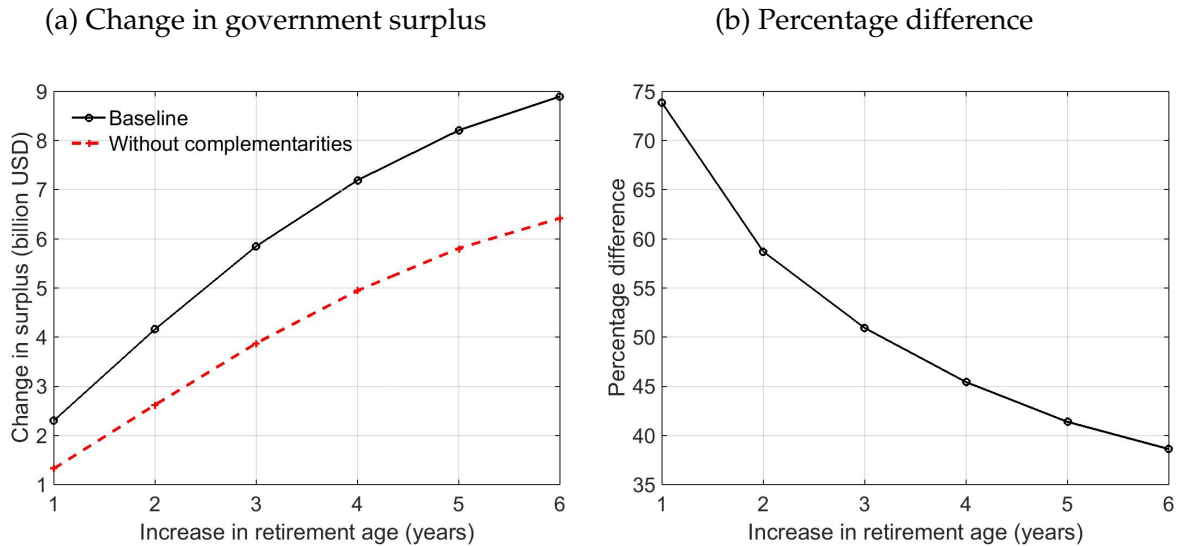 (a) Change in government surplus
9
8
7
6
5
4
3
2
1
Change in surplus (billion USD)
Baseline
Without complementarities
1 2 3 4 5 6
Increase in retirement age (years)
(b) Percentage difference
75
70
65
60
55
50
45
40
35
Percentage difference
1 2 3 4 5 6
Increase in retirement age (years)